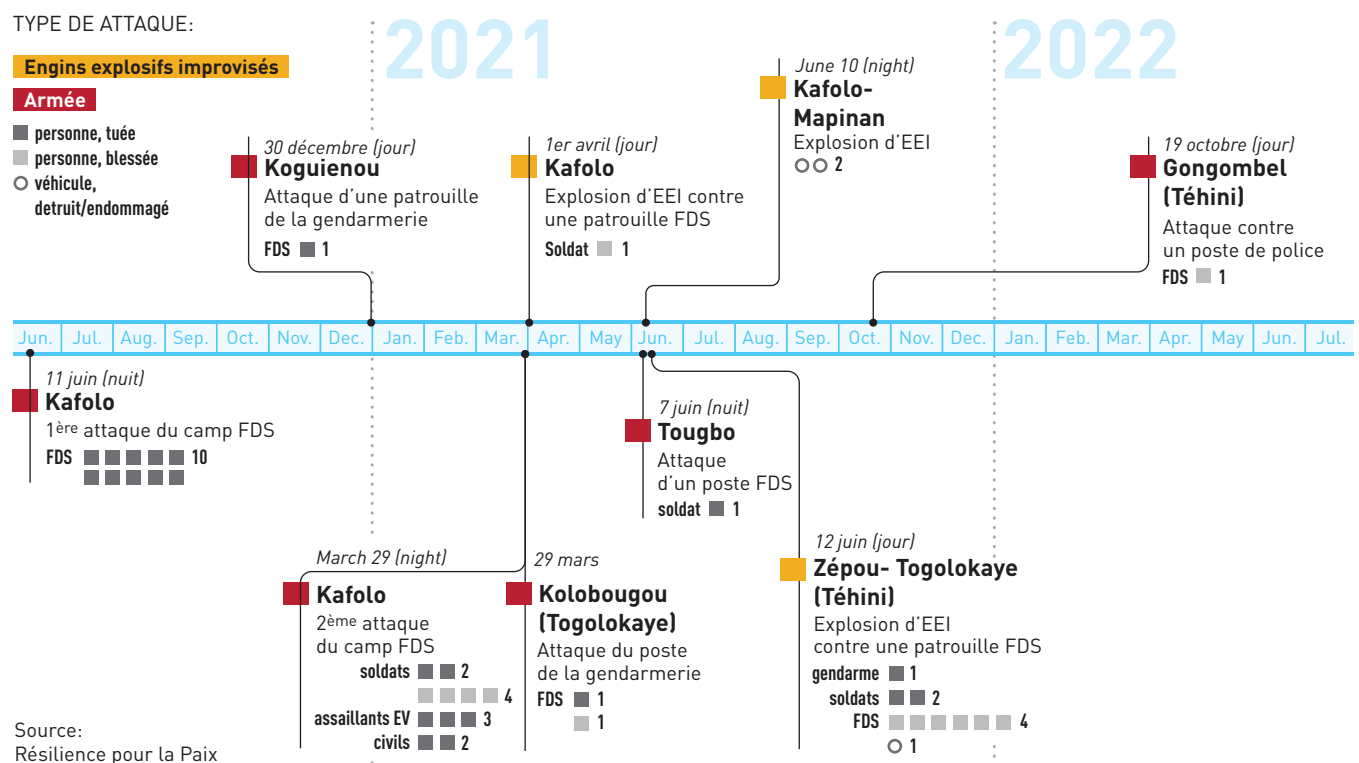 TYPE DE ATTAQUE:
Engins explosifs improvisés
Armée
personne, tuée
personne, blessée
véhicule,
detruit/endommagé
2021
2022
30 décembre (jour)
Koguienou
Attaque d'une patrouille
de la gendarmerie
FDS 1
1er avril (jour)
Kafolo
Explosion d'EEI contre
une patrouille FDS
Soldat 1
June 10 (night)
Kafolo-
Mapinan
Explosion d'EEI
2
19 octobre (jour)
Gongombel
(Téhini)
Attaque contre
un poste de police
FDS 1
Jun. Jul. Aug. Sep. Oct. Nov. Dec. Jan. Feb. Mar. Apr. May Jun. Jul. Aug. Sep. Oct. Nov. Dec. Jan. Feb. Mar. Apr. May Jun. Jul.
11 juin (nuit)
Kafolo
1ère attaque du camp FDS
FDS 10
March 29 (night)
Kafolo
2ème attaque
du camp FDS
soldats 2
4
assaillants EV 3
civils 2
29 mars
Kolobougou
(Togolokaye)
Attaque du poste
de la gendarmerie
FDS 1
1
7 juin (nuit)
Tougbo
Attaque
d'un poste FDS
soldat 1
12 juin (jour)
Zépou- Togolokaye
(Téhini)
Explosion d'EEI
contre une patrouille FDS
gendarme 1
soldats 2
FDS 4
1
Source:
Résilience pour la Paix